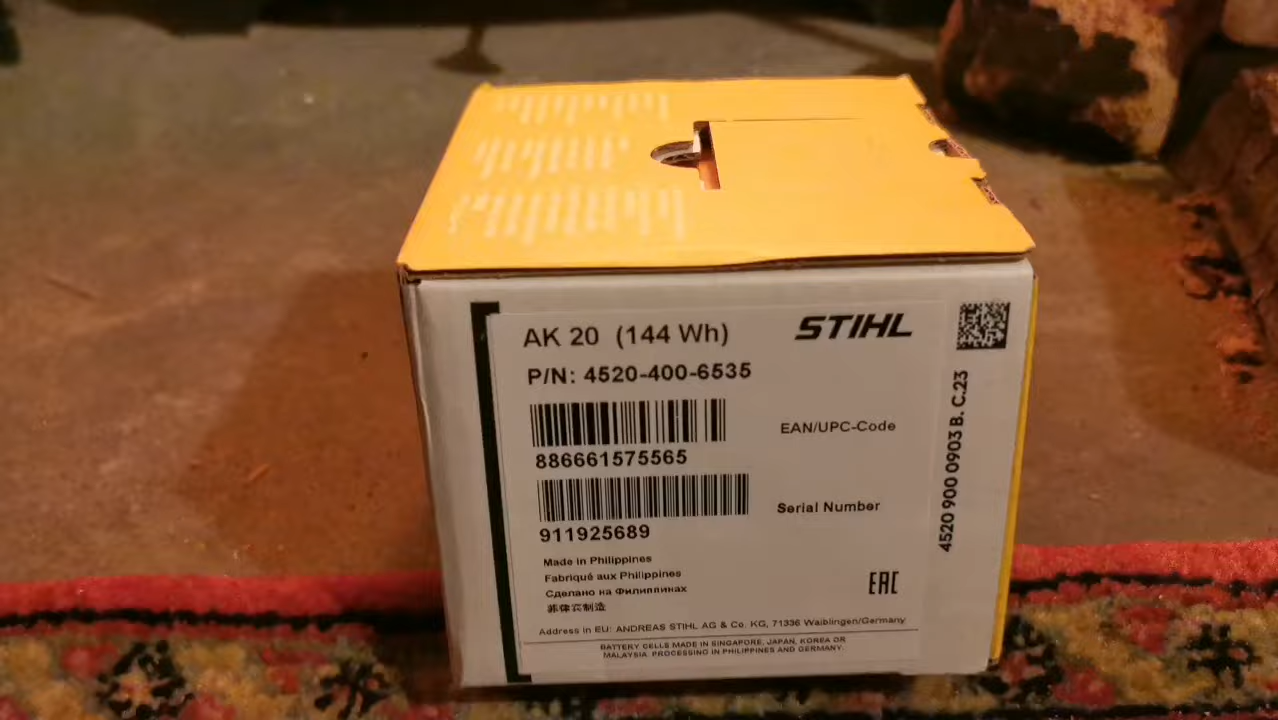 AK 20 (144 Wh)
STIHL
P/N: 4520-400-6535
EAN/UPC-Code
886661575565
Serial Number
911925689
Made in Philippines
Fabriqué aux Philippines
Сделано на Филиппинах
菲律宾制造
EAC
Address in EU: ANDREAS STIHL AG & Co. KG, 71336 Waiblingen/Germany
BATTERY CELLS MADE IN SINGAPORE, JAPAN, KOREA OR
MALAYSIA. PROCESSING IN PHILIPPINES AND GERMANY.
4520 900 0903 B. C.23